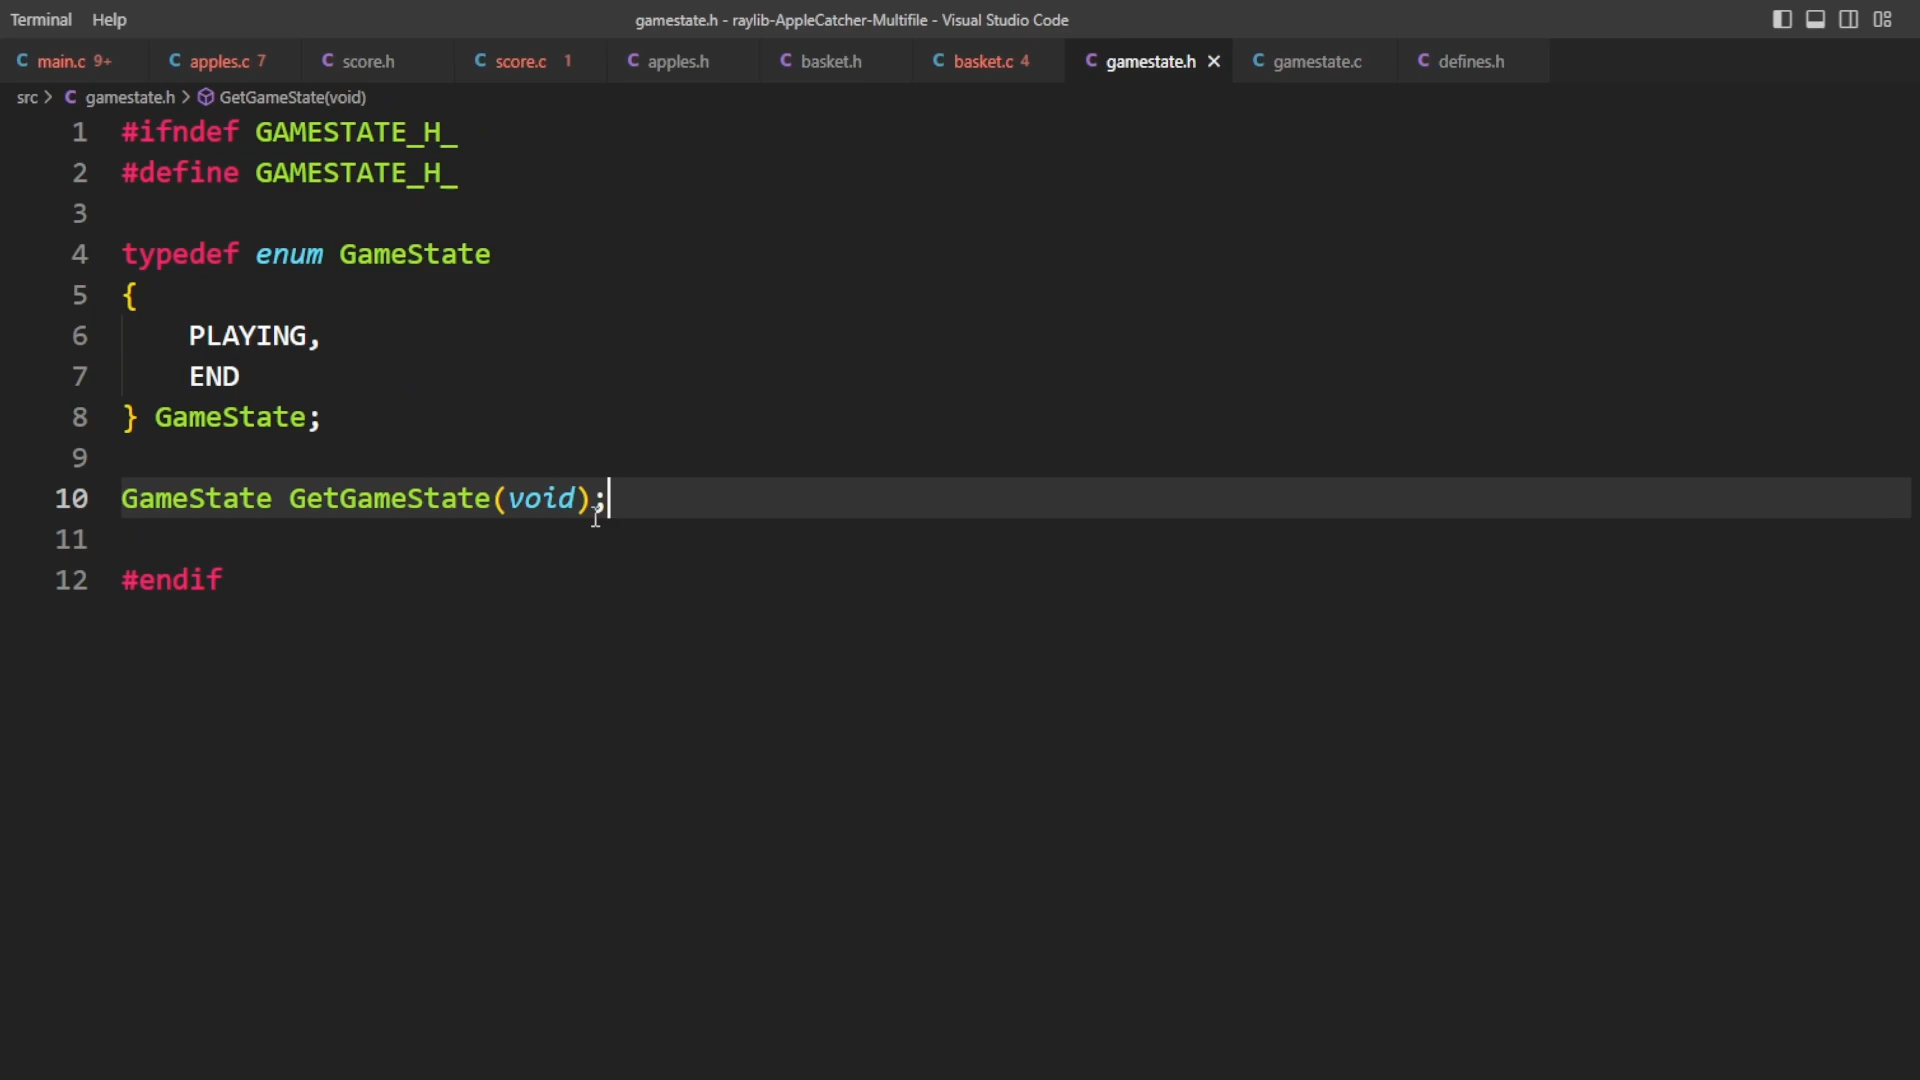 Terminal Help gamestate.h - raylib-AppleCatcher-Multifile - Visual Studio Code
C main.c 9+ C apples.c 7 C score.h C score.c 1 C apples.h C basket.h C basket.c 4 C gamestate.h × C gamestate.c C defines.h
src > C gamestate.h > GetGameState(void)
1 #ifndef GAMESTATE_H_
2 #define GAMESTATE_H_
3
4 typedef enum GameState
5 {
6 PLAYING,
7 END
8 } GameState;
9
10 GameState GetGameState(void);
11
12 #endif